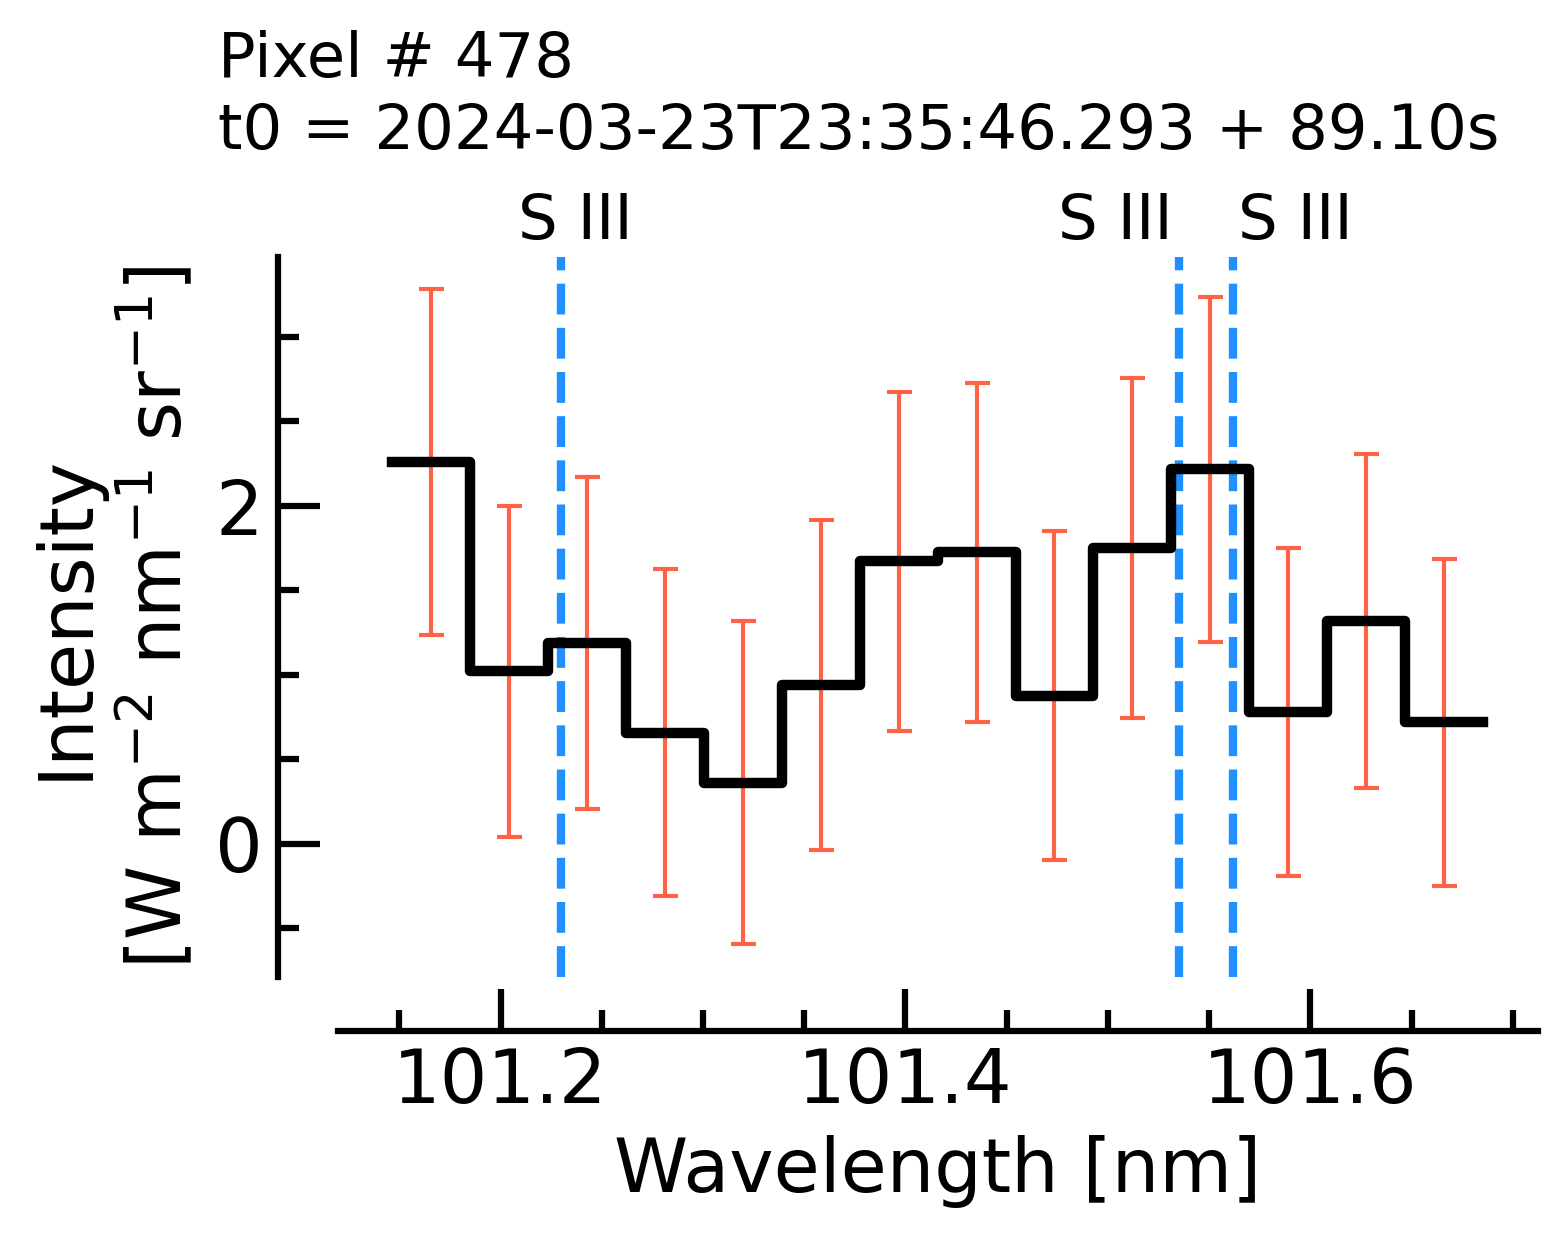 Pixel # 478
t0 = 2024-03-23T23:35:46.293 + 89.10s
S III S III S III
Intensity
[W m⁻² nm⁻¹ sr⁻¹]
2
0
101.2 101.4 101.6
Wavelength [nm]